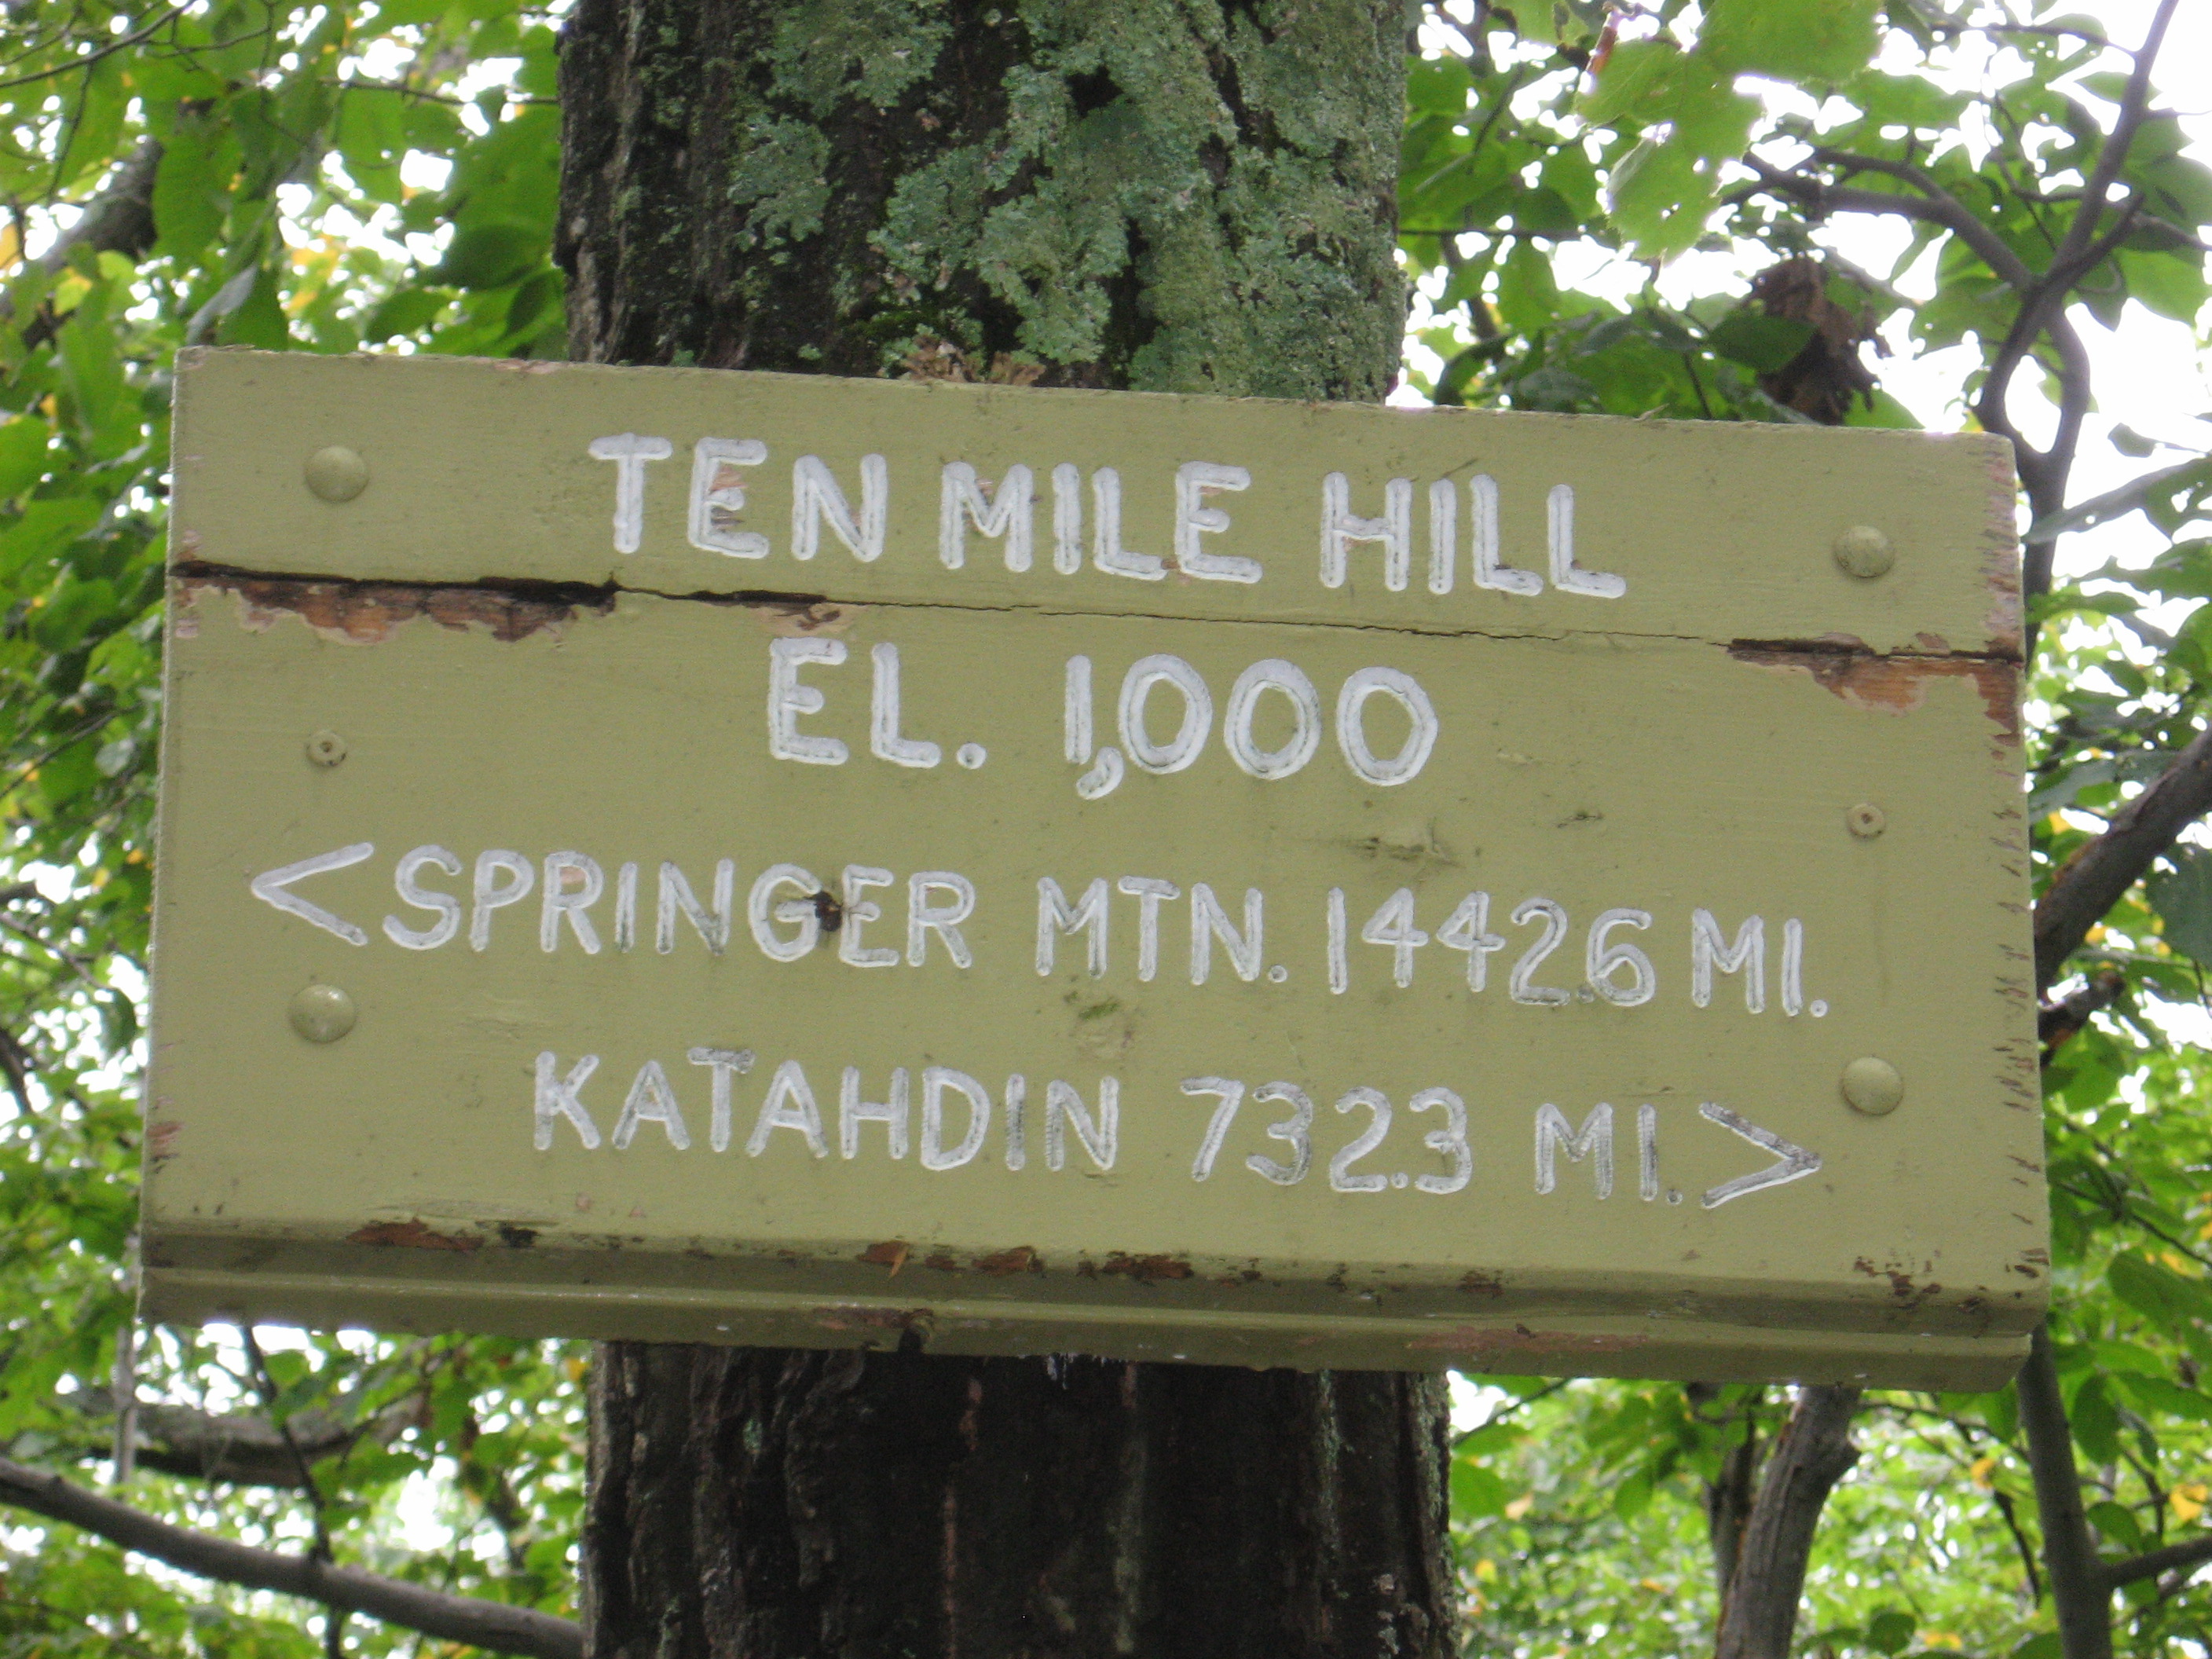 TEN MILE HILL
EL. 1,000
<SPRINGER MTN. 1442.6 MI.
KATAHDIN 732.3 MI.>